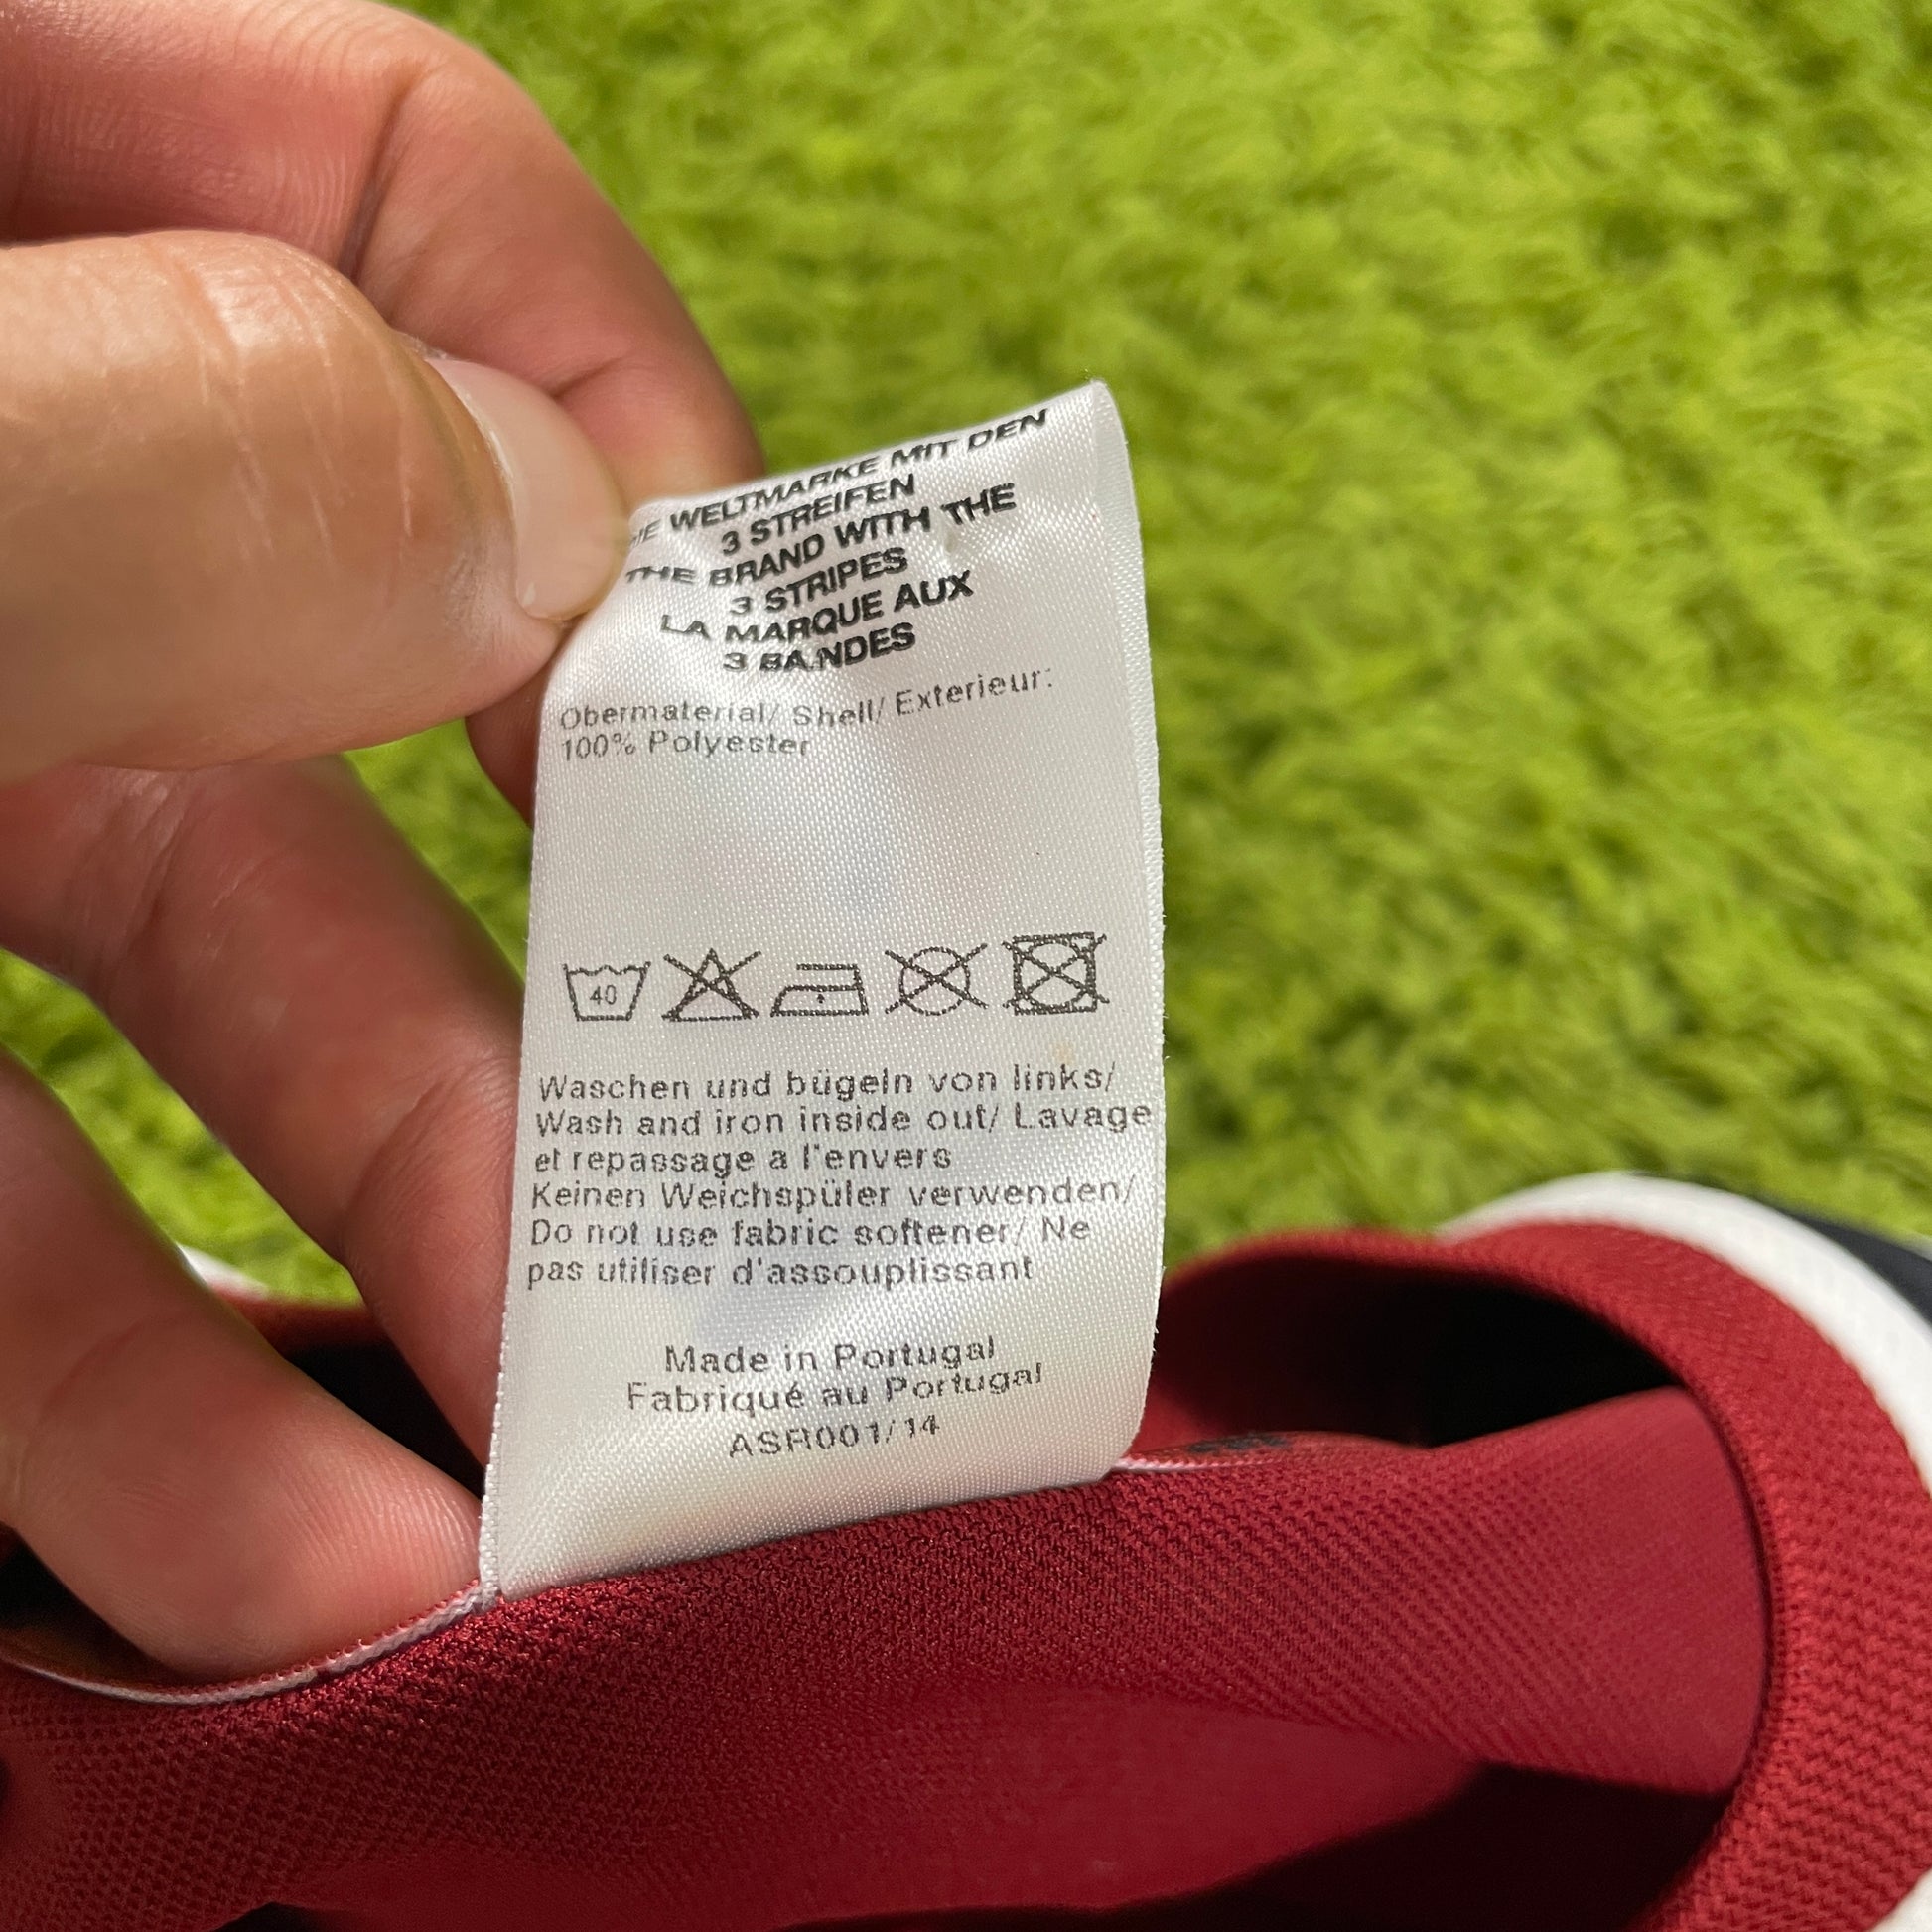 DIE WELTMARKE MIT DEN
3 STREIFEN
THE BRAND WITH THE
3 STRIPES
LA MARQUE AUX
3 BANDES
Obermaterial/ Shell/ Exterieur:
100% Polyester
40
Waschen und bügeln von links/
Wash and iron inside out/ Lavage
et repassage a l'envers
Keinen Weichspüler verwenden/
Do not use fabric softener/ Ne
pas utiliser d'assouplissant
Made in Portugal
Fabriqué au Portugal
ASR001/14